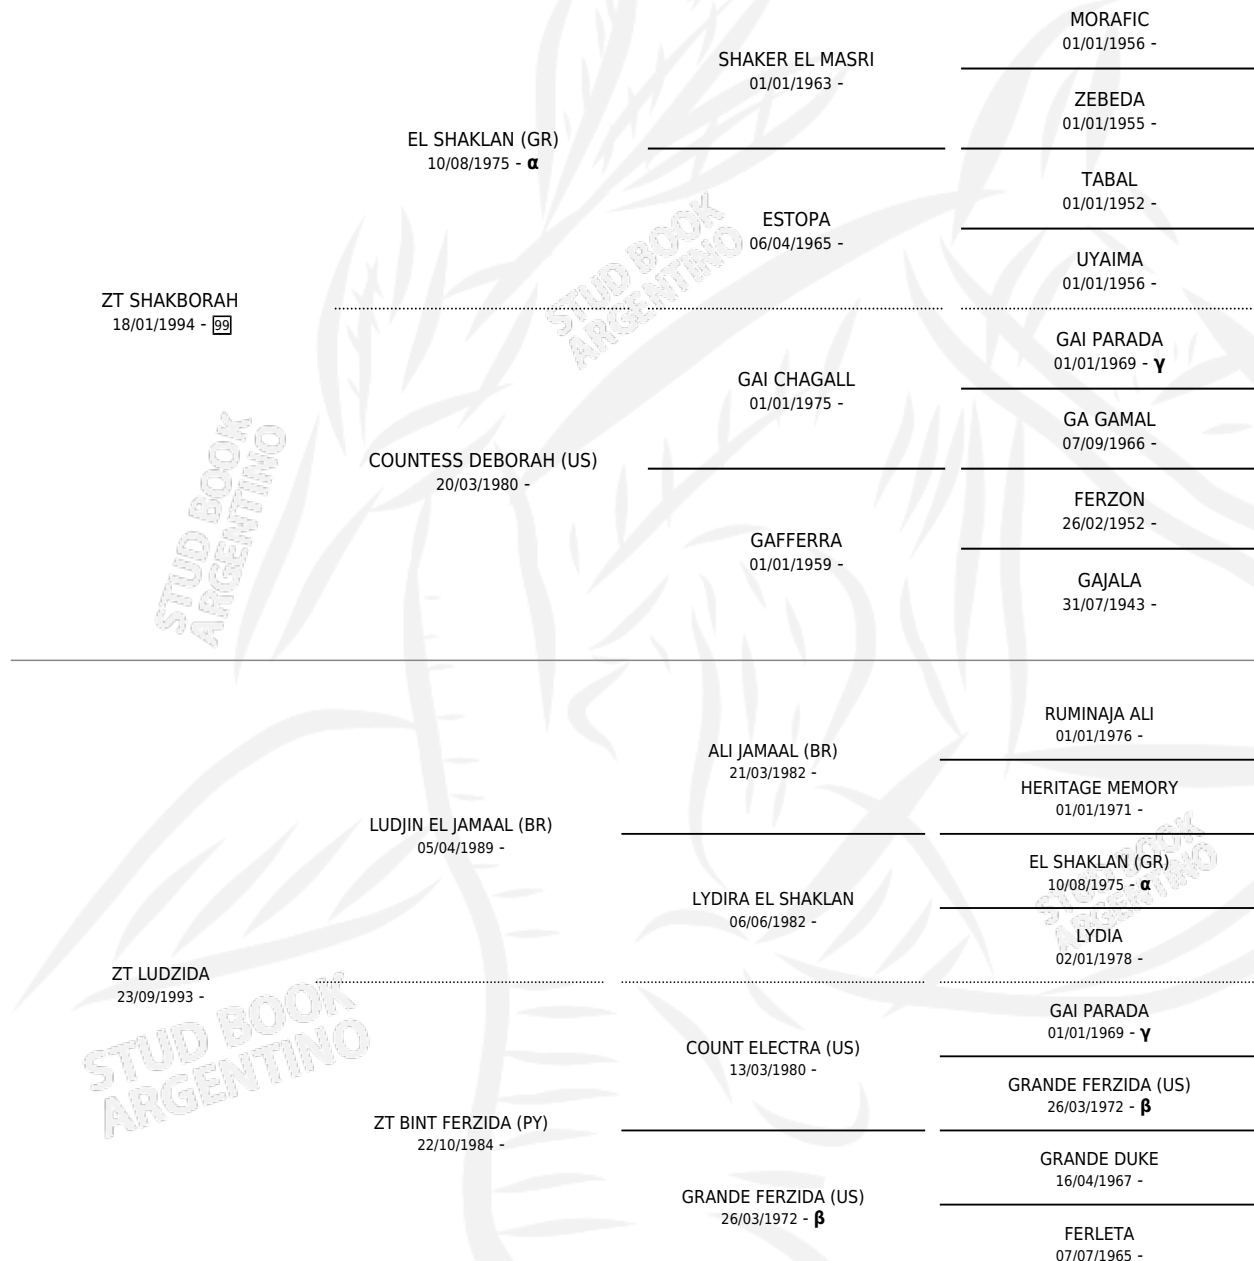 MORAFIC
01/01/1956 -
SHAKER EL MASRI
01/01/1963 -
ZEBEDA
01/01/1955 -
EL SHAKLAN (GR)
10/08/1975 - α
TABAL
01/01/1952 -
ESTOPA
06/04/1965 -
UYAIMA
01/01/1956 -
ZT SHAKBORAH
18/01/1994 - 99
GAI PARADA
01/01/1969 - γ
GAI CHAGALL
01/01/1975 -
GA GAMAL
07/09/1966 -
COUNTESS DEBORAH (US)
20/03/1980 -
FERZON
26/02/1952 -
GAFFERRA
01/01/1959 -
GAJALA
31/07/1943 -
STUD BOOK
ARGENTINO
STUD BOOK
ARGENTINO
RUMINAJA ALI
01/01/1976 -
ALI JAMAAL (BR)
21/03/1982 -
HERITAGE MEMORY
01/01/1971 -
LUDJIN EL JAMAAL (BR)
05/04/1989 -
EL SHAKLAN (GR)
10/08/1975 - α
LYDIRA EL SHAKLAN
06/06/1982 -
LYDIA
02/01/1978 -
ZT LUDZIDA
23/09/1993 -
GAI PARADA
01/01/1969 - γ
COUNT ELECTRA (US)
13/03/1980 -
GRANDE FERZIDA (US)
26/03/1972 - β
ZT BINT FERZIDA (PY)
22/10/1984 -
GRANDE DUKE
16/04/1967 -
GRANDE FERZIDA (US)
26/03/1972 - β
FERLETA
07/07/1965 -
STUD BOOK
ARGENTINO
STUD BOOK
ARGENTINO